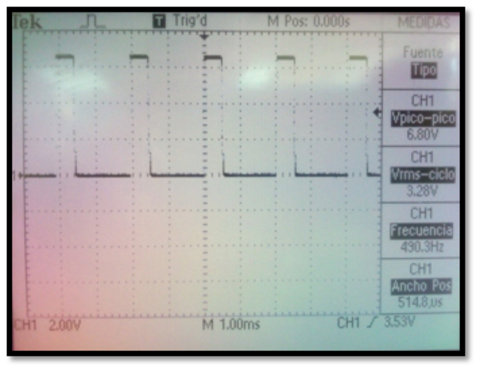 Tek T Trig'd M Pos: 0.000s MEDIDAS
Fuente
Tipo
CH1
Vpico-pico
6.80V
CH1
Vrms-ciclo
3.28V
CH1
Frecuencia
490.3Hz
CH1
Ancho Pos
514.8µs
CH1 2.00V M 1.00ms CH1 3.53V